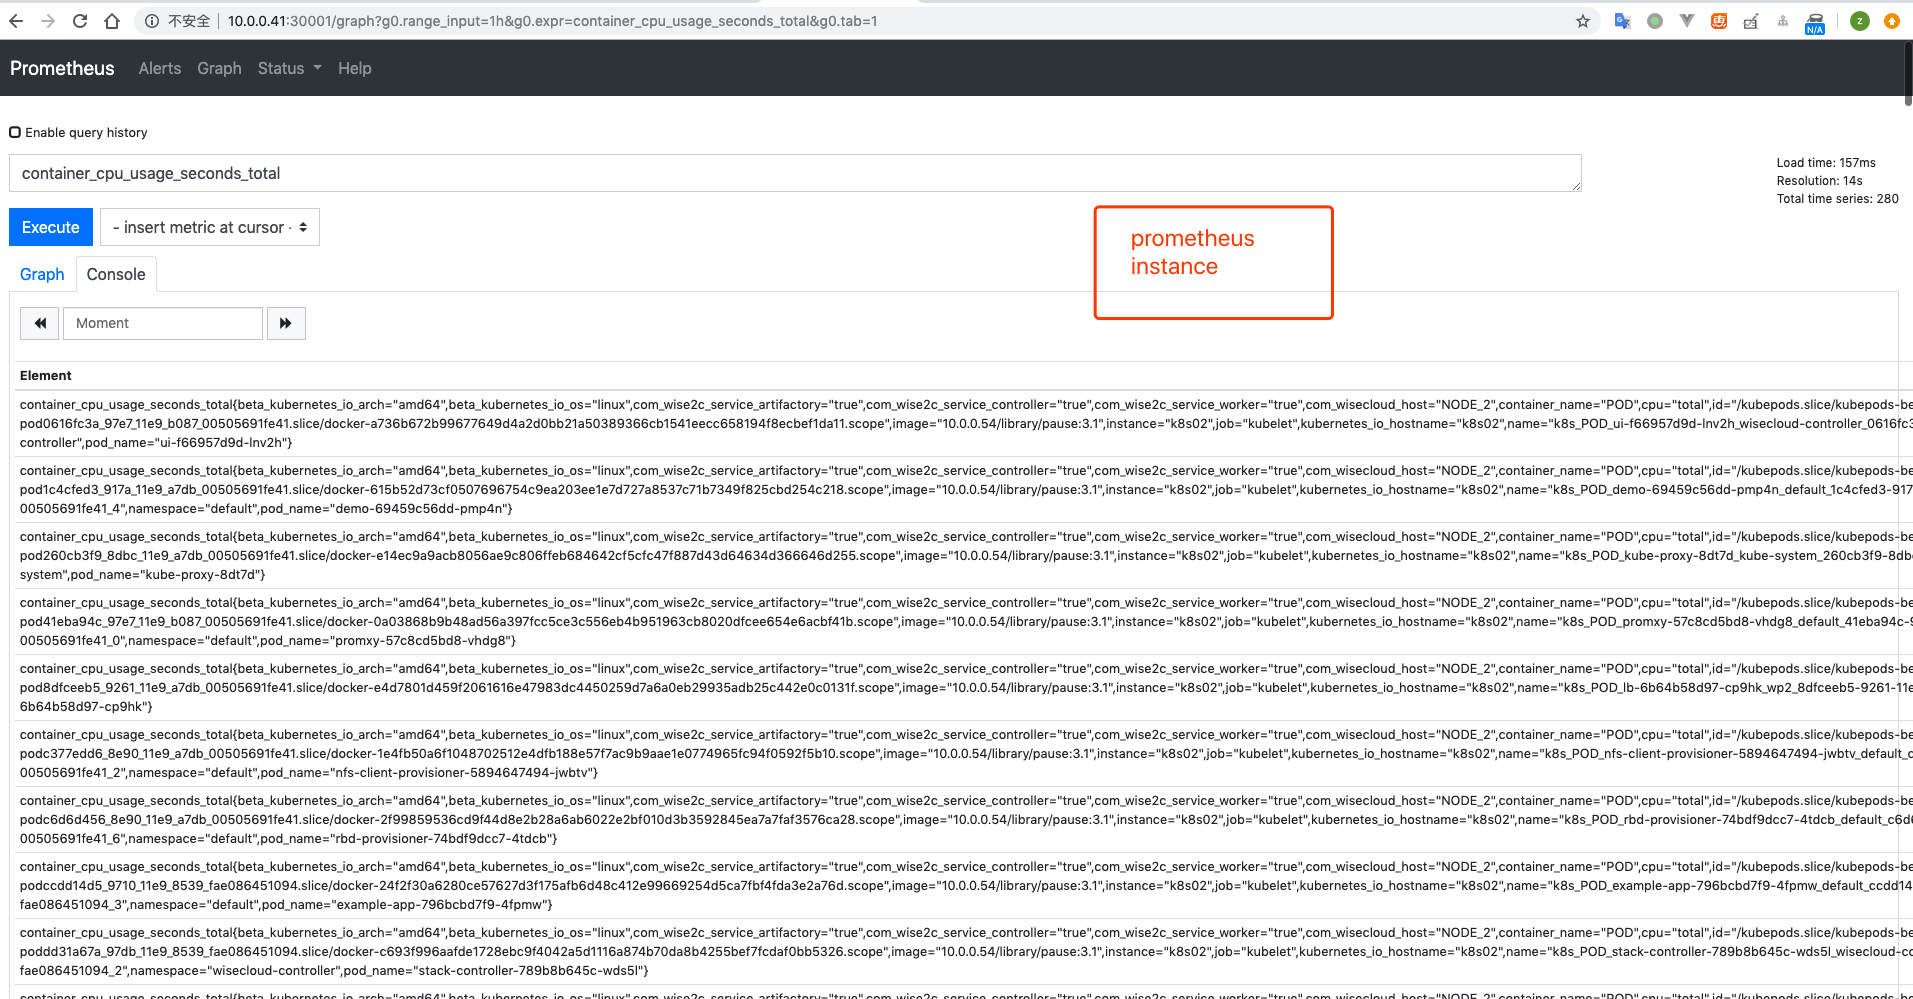 不安全 10.0.0.41:30001/graph?g0.range_input=1h&g0.expr=container_cpu_usage_seconds_total&g0.tab=1
N/A
z
Prometheus Alerts Graph Status Help
Enable query history
container_cpu_usage_seconds_total
Load time: 157ms
Resolution: 14s
Total time series: 280
Execute - insert metric at cursor -
prometheus
instance
Graph Console
Moment
Element
container_cpu_usage_seconds_total{beta_kubernetes_io_arch="amd64",beta_kubernetes_io_os="linux",com_wise2c_service_artifactory="true",com_wise2c_service_controller="true",com_wise2c_service_worker="true",com_wisecloud_host="NODE_2",container_name="POD",cpu="total",id="/kubepods.slice/kubepods-be
pod0616fc3a_97e7_11e9_b087_00505691fe41.slice/docker-a736b672b99677649d4a2d0bb21a50389366cb1541eecc658194f8ecbef1da11.scope",image="10.0.0.54/library/pause:3.1",instance="k8s02",job="kubelet",kubernetes_io_hostname="k8s02",name="k8s_POD_ui-f66957d9d-lnv2h_wisecloud-controller_0616fc3
controller",pod_name="ui-f66957d9d-lnv2h"}
container_cpu_usage_seconds_total{beta_kubernetes_io_arch="amd64",beta_kubernetes_io_os="linux",com_wise2c_service_artifactory="true",com_wise2c_service_controller="true",com_wise2c_service_worker="true",com_wisecloud_host="NODE_2",container_name="POD",cpu="total",id="/kubepods.slice/kubepods-be
pod1c4cfed3_917a_11e9_a7db_00505691fe41.slice/docker-615b52d73cf0507696754c9ea203ee1e7d727a8537c71b7349f825cbd254c218.scope",image="10.0.0.54/library/pause:3.1",instance="k8s02",job="kubelet",kubernetes_io_hostname="k8s02",name="k8s_POD_demo-69459c56dd-pmp4n_default_1c4cfed3-917
00505691fe41_4",namespace="default",pod_name="demo-69459c56dd-pmp4n"}
container_cpu_usage_seconds_total{beta_kubernetes_io_arch="amd64",beta_kubernetes_io_os="linux",com_wise2c_service_artifactory="true",com_wise2c_service_controller="true",com_wise2c_service_worker="true",com_wisecloud_host="NODE_2",container_name="POD",cpu="total",id="/kubepods.slice/kubepods-be
pod260cb3f9_8dbc_11e9_a7db_00505691fe41.slice/docker-e14ec9a9acb8056ae9c806ffeb684642cf5cfc47f887d43d64634d366646d255.scope",image="10.0.0.54/library/pause:3.1",instance="k8s02",job="kubelet",kubernetes_io_hostname="k8s02",name="k8s_POD_kube-proxy-8dt7d_kube-system_260cb3f9-8dbc
system",pod_name="kube-proxy-8dt7d"}
container_cpu_usage_seconds_total{beta_kubernetes_io_arch="amd64",beta_kubernetes_io_os="linux",com_wise2c_service_artifactory="true",com_wise2c_service_controller="true",com_wise2c_service_worker="true",com_wisecloud_host="NODE_2",container_name="POD",cpu="total",id="/kubepods.slice/kubepods-be
pod41eba94c_97e7_11e9_b087_00505691fe41.slice/docker-0a03868b9b48ad56a397fcc5ce3c556eb4b951963cb8020dfcee654e6acbf41b.scope",image="10.0.0.54/library/pause:3.1",instance="k8s02",job="kubelet",kubernetes_io_hostname="k8s02",name="k8s_POD_promxy-57c8cd5bd8-vhdg8_default_41eba94c-9
00505691fe41_0",namespace="default",pod_name="promxy-57c8cd5bd8-vhdg8"}
container_cpu_usage_seconds_total{beta_kubernetes_io_arch="amd64",beta_kubernetes_io_os="linux",com_wise2c_service_artifactory="true",com_wise2c_service_controller="true",com_wise2c_service_worker="true",com_wisecloud_host="NODE_2",container_name="POD",cpu="total",id="/kubepods.slice/kubepods-be
pod8dfceeb5_9261_11e9_a7db_00505691fe41.slice/docker-e4d7801d459f2061616e47983dc4450259d7a6a0eb29935adb25c442e0c0131f.scope",image="10.0.0.54/library/pause:3.1",instance="k8s02",job="kubelet",kubernetes_io_hostname="k8s02",name="k8s_POD_lb-6b64b58d97-cp9hk_wp2_8dfceeb5-9261-11e
6b64b58d97-cp9hk"}
container_cpu_usage_seconds_total{beta_kubernetes_io_arch="amd64",beta_kubernetes_io_os="linux",com_wise2c_service_artifactory="true",com_wise2c_service_controller="true",com_wise2c_service_worker="true",com_wisecloud_host="NODE_2",container_name="POD",cpu="total",id="/kubepods.slice/kubepods-be
podc377edd6_8e90_11e9_a7db_00505691fe41.slice/docker-1e4fb50a6f1048702512e4dfb188e57f7ac9b9aae1e0774965fc94f0592f5b10.scope",image="10.0.0.54/library/pause:3.1",instance="k8s02",job="kubelet",kubernetes_io_hostname="k8s02",name="k8s_POD_nfs-client-provisioner-5894647494-jwbtv_default_c
00505691fe41_2",namespace="default",pod_name="nfs-client-provisioner-5894647494-jwbtv"}
container_cpu_usage_seconds_total{beta_kubernetes_io_arch="amd64",beta_kubernetes_io_os="linux",com_wise2c_service_artifactory="true",com_wise2c_service_controller="true",com_wise2c_service_worker="true",com_wisecloud_host="NODE_2",container_name="POD",cpu="total",id="/kubepods.slice/kubepods-be
podc6d6d456_8e90_11e9_a7db_00505691fe41.slice/docker-2f99859536cd9f44d8e2b28a6ab6022e2bf010d3b3592845ea7a7faf3576ca28.scope",image="10.0.0.54/library/pause:3.1",instance="k8s02",job="kubelet",kubernetes_io_hostname="k8s02",name="k8s_POD_rbd-provisioner-74bdf9dcc7-4tdcb_default_c6d6
00505691fe41_6",namespace="default",pod_name="rbd-provisioner-74bdf9dcc7-4tdcb"}
container_cpu_usage_seconds_total{beta_kubernetes_io_arch="amd64",beta_kubernetes_io_os="linux",com_wise2c_service_artifactory="true",com_wise2c_service_controller="true",com_wise2c_service_worker="true",com_wisecloud_host="NODE_2",container_name="POD",cpu="total",id="/kubepods.slice/kubepods-be
podccdd14d5_9710_11e9_8539_fae086451094.slice/docker-24f2f30a6280ce57627d3f175afb6d48c412e99669254d5ca7fbf4fda3e2a76d.scope",image="10.0.0.54/library/pause:3.1",instance="k8s02",job="kubelet",kubernetes_io_hostname="k8s02",name="k8s_POD_example-app-796bcbd7f9-4fpmw_default_ccdd14
fae086451094_3",namespace="default",pod_name="example-app-796bcbd7f9-4fpmw"}
container_cpu_usage_seconds_total{beta_kubernetes_io_arch="amd64",beta_kubernetes_io_os="linux",com_wise2c_service_artifactory="true",com_wise2c_service_controller="true",com_wise2c_service_worker="true",com_wisecloud_host="NODE_2",container_name="POD",cpu="total",id="/kubepods.slice/kubepods-be
poddd31a67a_97db_11e9_8539_fae086451094.slice/docker-c693f996aafde1728ebc9f4042a5d1116a874b70da8b4255bef7fcdaf0bb5326.scope",image="10.0.0.54/library/pause:3.1",instance="k8s02",job="kubelet",kubernetes_io_hostname="k8s02",name="k8s_POD_stack-controller-789b8b645c-wds5l_wisecloud-co
fae086451094_2",namespace="wisecloud-controller",pod_name="stack-controller-789b8b645c-wds5l"}